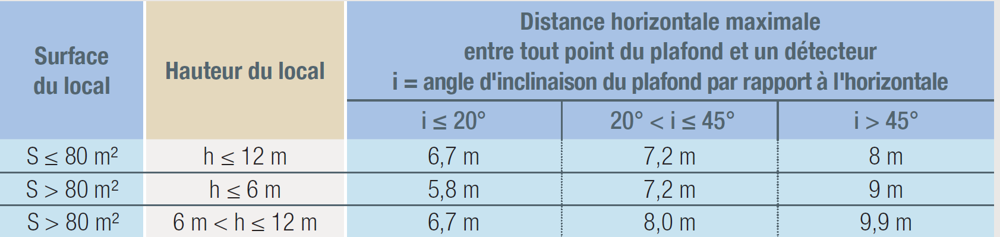 Surface
du local
Hauteur du local
Distance horizontale maximale
entre tout point du plafond et un détecteur
i = angle d'inclinaison du plafond par rapport à l'horizontale
i ≤ 20° 20° < i ≤ 45° i > 45°
S ≤ 80 m² h ≤ 12 m 6,7 m 7,2 m 8 m
S > 80 m² h ≤ 6 m 5,8 m 7,2 m 9 m
S > 80 m² 6 m < h ≤ 12 m 6,7 m 8,0 m 9,9 m